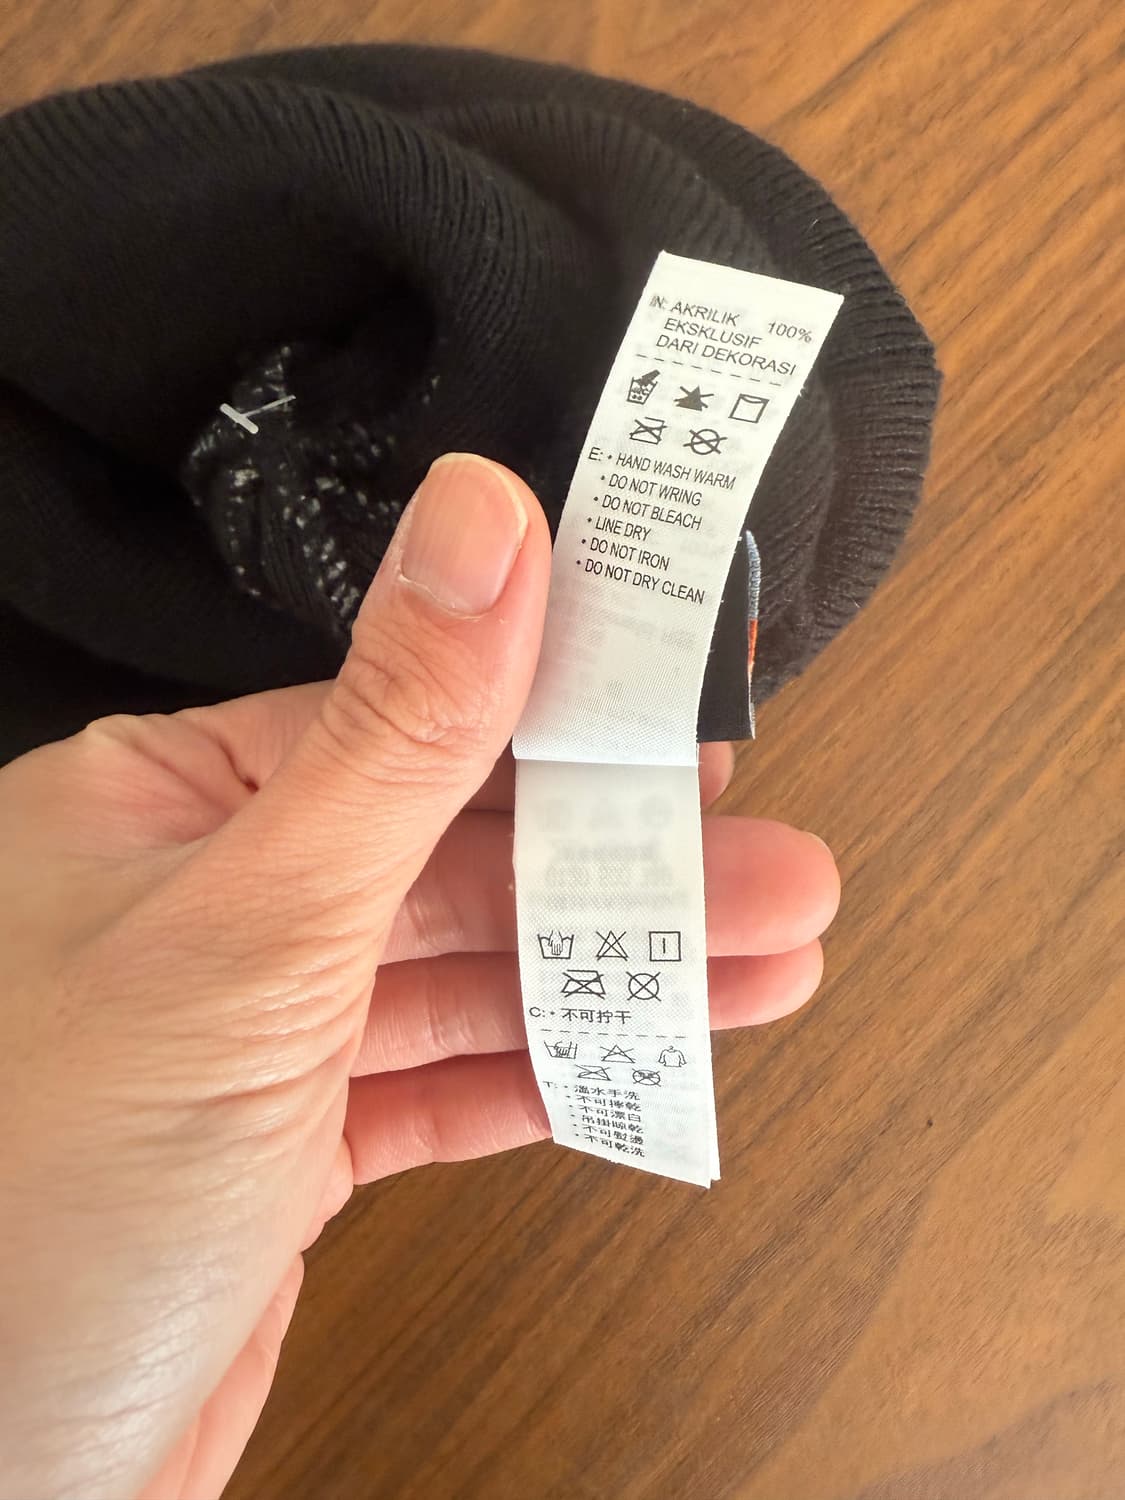 IN: AKRILIK 100%
EKSKLUSIF
DARI DEKORASI
E: • HAND WASH WARM
• DO NOT WRING
• DO NOT BLEACH
• LINE DRY
• DO NOT IRON
• DO NOT DRY CLEAN
C: • 不可拧干
T: • 溫水手洗
• 不可擰乾
• 不可漂白
• 吊掛晾乾
• 不可熨燙
• 不可乾洗